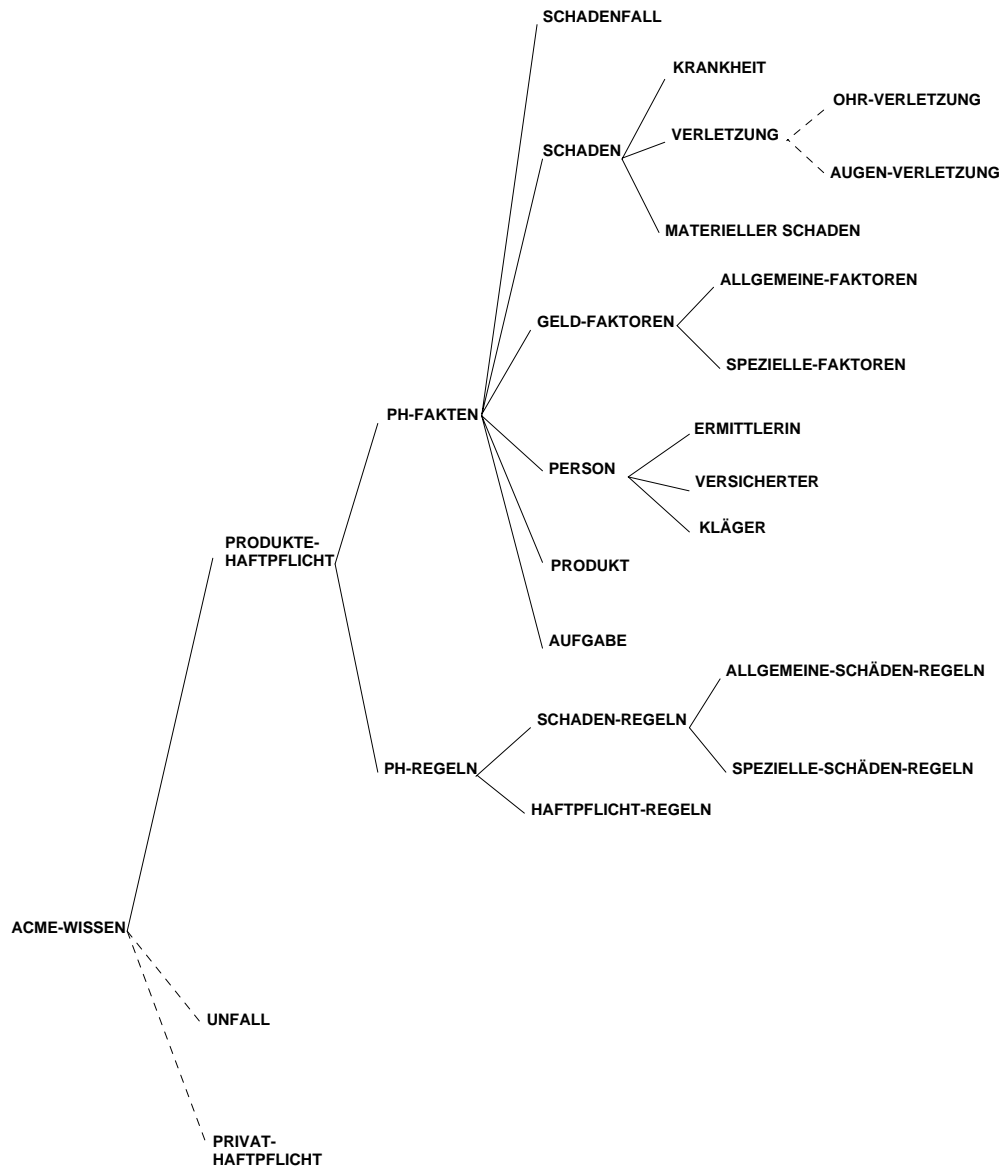 SCHADENFALL
KRANKHEIT
OHR-VERLETZUNG
VERLETZUNG
SCHADEN
AUGEN-VERLETZUNG
MATERIELLER SCHADEN
ALLGEMEINE-FAKTOREN
GELD-FAKTOREN
SPEZIELLE-FAKTOREN
PH-FAKTEN
ERMITTLERIN
PERSON
VERSICHERTER
KLÄGER
PRODUKTE-
HAFTPFLICHT
PRODUKT
AUFGABE
ALLGEMEINE-SCHÄDEN-REGELN
SCHADEN-REGELN
PH-REGELN
SPEZIELLE-SCHÄDEN-REGELN
HAFTPFLICHT-REGELN
ACME-WISSEN
UNFALL
PRIVAT-
HAFTPFLICHT